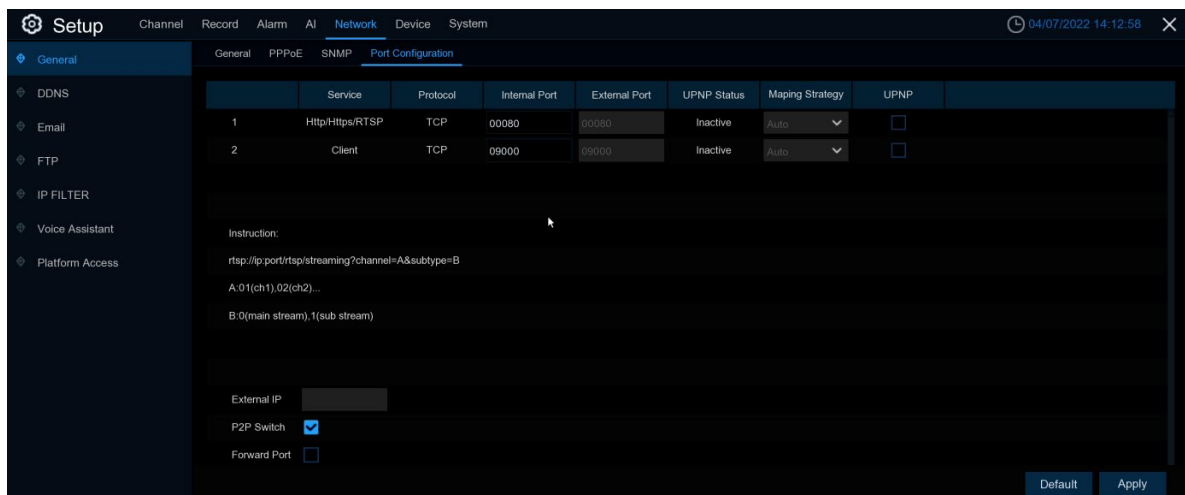 Setup Channel Record Alarm AI Network Device System 04/07/2022 14:12:58
General PPPoE SNMP Port Configuration
General
DDNS
Email
FTP
IP FILTER
Voice Assistant
Platform Access
Service Protocol Internal Port External Port UPNP Status Maping Strategy UPNP
1 Http/Https/RTSP TCP 00080 00080 Inactive Auto
2 Client TCP 09000 09000 Inactive Auto
Instruction:
rtsp://ip:port/rtsp/streaming?channel=A&subtype=B
A:01(ch1),02(ch2)...
B:0(main stream),1(sub stream)
External IP
P2P Switch
Forward Port
Default Apply